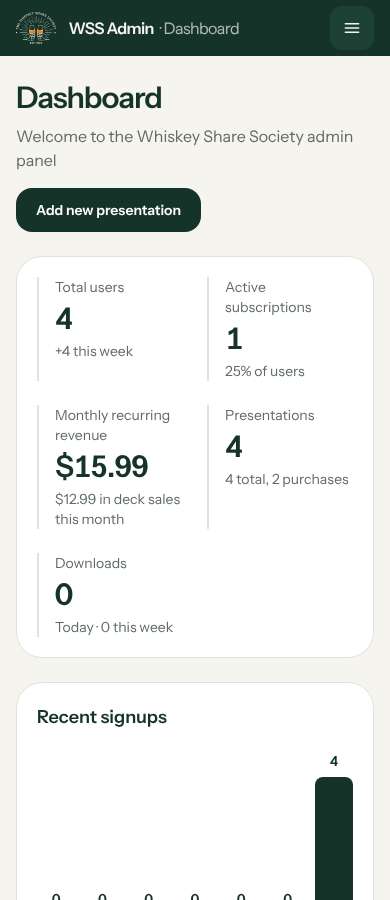 WSS Admin · Dashboard
Dashboard
Welcome to the Whiskey Share Society admin
panel
Add new presentation
Total users
4
+4 this week
Active
subscriptions
1
25% of users
Monthly recurring
revenue
$15.99
$12.99 in deck sales
this month
Presentations
4
4 total, 2 purchases
Downloads
0
Today · 0 this week
Recent signups
4
0 0 0 0 0 0